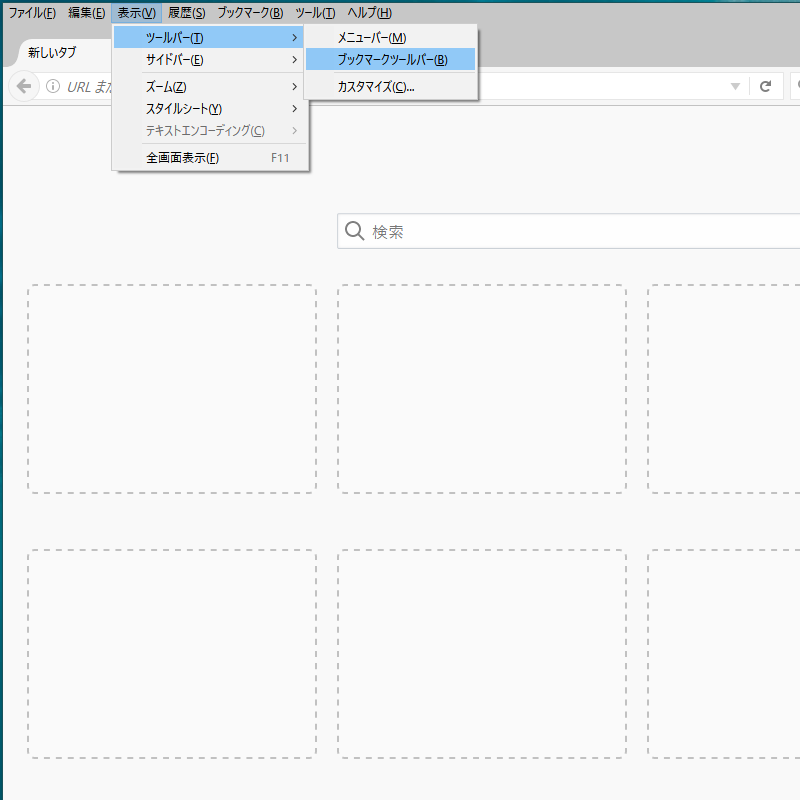 ファイル(F) 編集(E) 表示(V) 履歴(S) ブックマーク(B) ツール(T) ヘルプ(H)
新しいタブ
URL また
ツールバー(T)
サイドバー(E)
ズーム(Z)
スタイルシート(Y)
テキストエンコーディング(C)
全画面表示(F) F11
メニューバー(M)
ブックマークツールバー(B)
カスタマイズ(C)...
検索